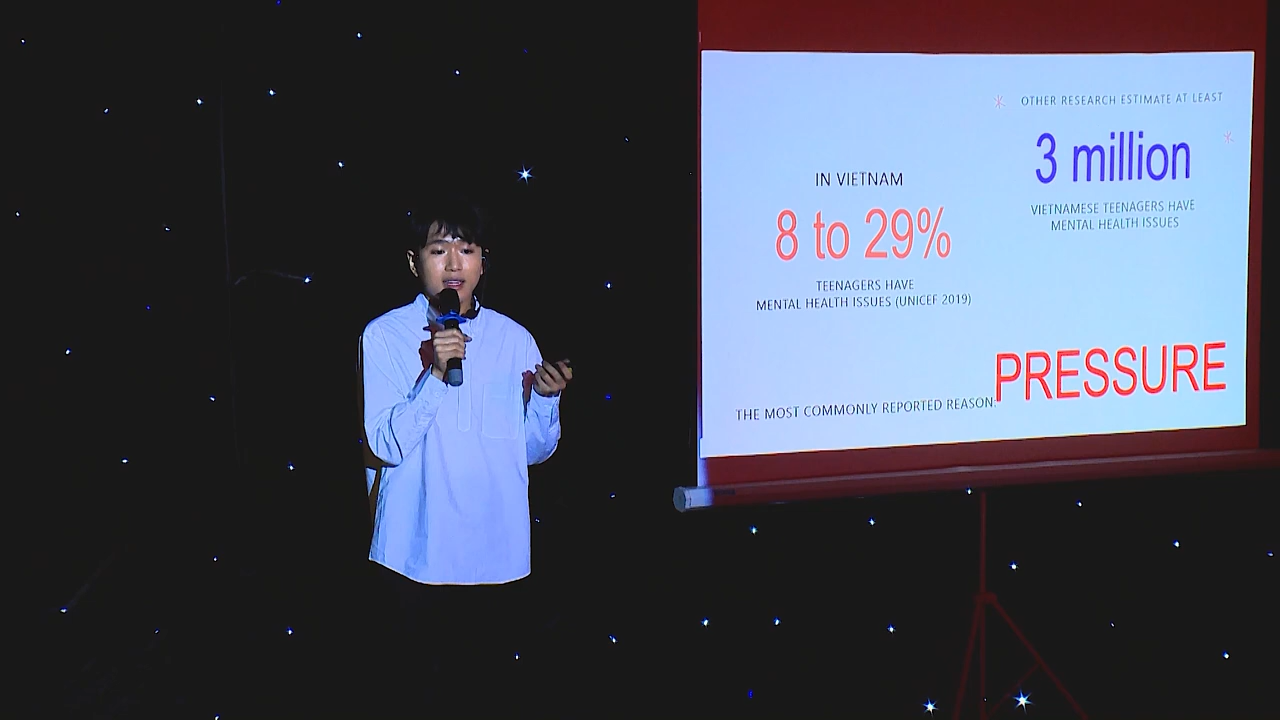 IN VIETNAM
8 to 29%
TEENAGERS HAVE
MENTAL HEALTH ISSUES (UNICEF 2019)
* OTHER RESEARCH ESTIMATE AT LEAST
3 million *
VIETNAMESE TEENAGERS HAVE
MENTAL HEALTH ISSUES
THE MOST COMMONLY REPORTED REASON: PRESSURE